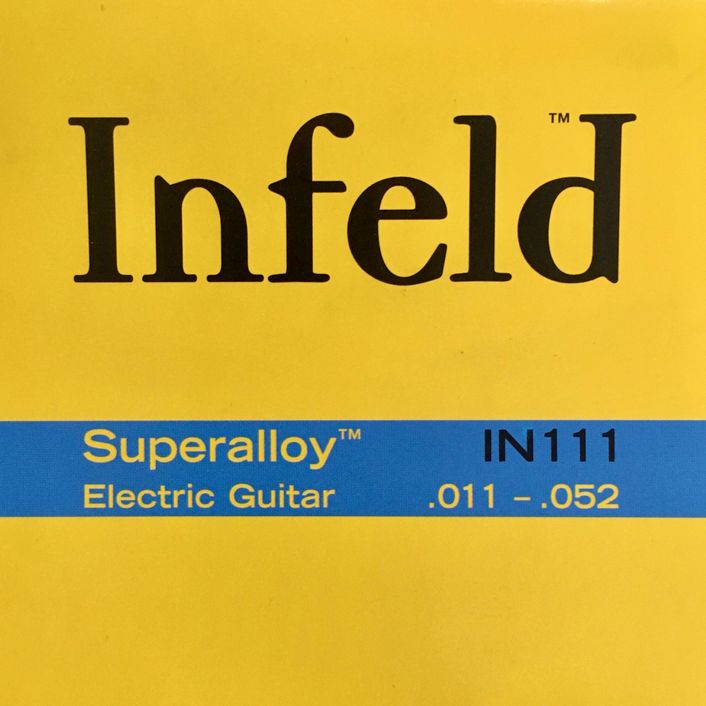 Infeld™
Superalloy™ IN111
Electric Guitar .011 – .052